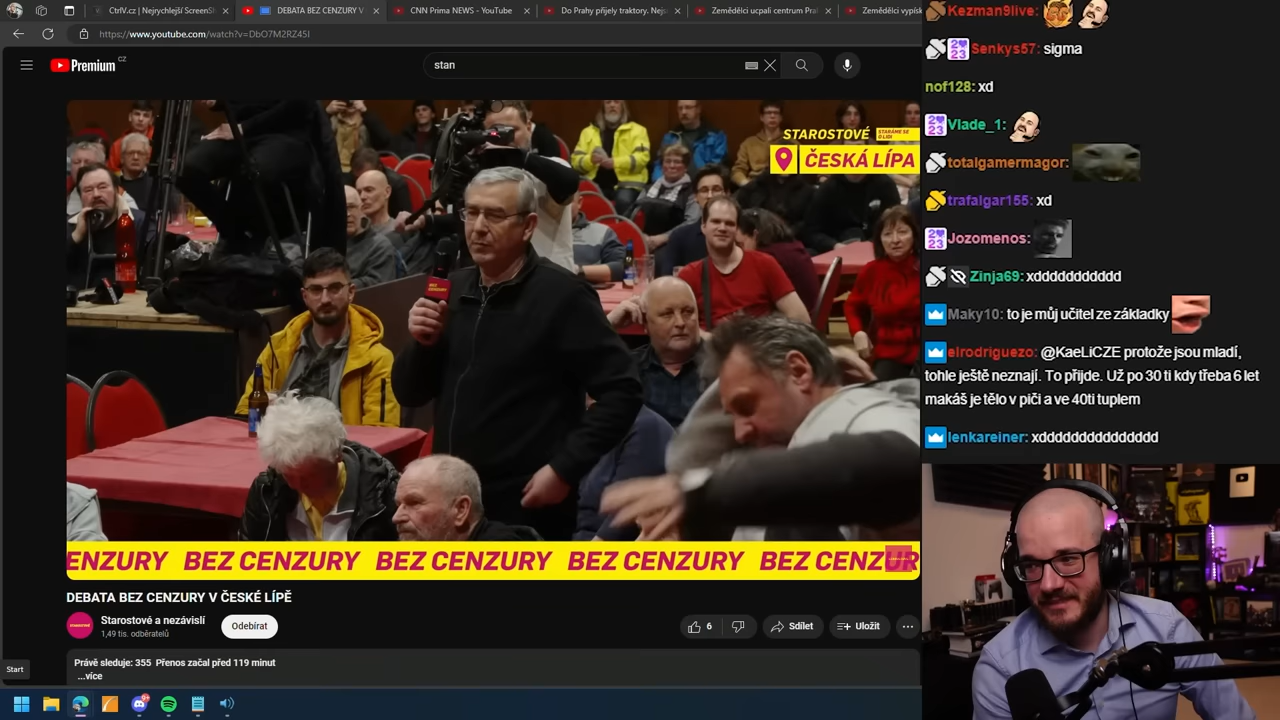 CtrlV.cz | Nejrychlejší ScreenSh
DEBATA BEZ CENZURY V
CNN Prima NEWS - YouTube
Do Prahy přijely traktory. Nejs
Zemědělci ucpali centrum Pra
Zemědělci vypísk
https://www.youtube.com/watch?v=DbO7M2RZ45I
Premium CZ
stan
STAROSTOVÉ STARÁME SE O LIDI
ČESKÁ LÍPA
ENZURY BEZ CENZURY BEZ CENZURY BEZ CENZURY BEZ CENZUR
DEBATA BEZ CENZURY V ČESKÉ LÍPĚ
Starostové a nezávislí
1,49 tis. odběratelů
Odebírat
6
Sdílet
Uložit
Právě sleduje: 355 Přenos začal před 119 minut
...více
Start
Kezman9live:
Senkys57: sigma
nof128: xd
Vlade_1:
totalgamermagor:
trafalgar155: xd
Jozomenos:
Zinja69: xddddddddddd
Maky10: to je můj učitel ze základky
elrodriguezo: @KaeLiCZE protože jsou mladí,
tohle ještě neznají. To přijde. Už po 30 ti kdy třeba 6 let
makáš je tělo v piči a ve 40ti tuplem
lenkareiner: xddddddddddddddd